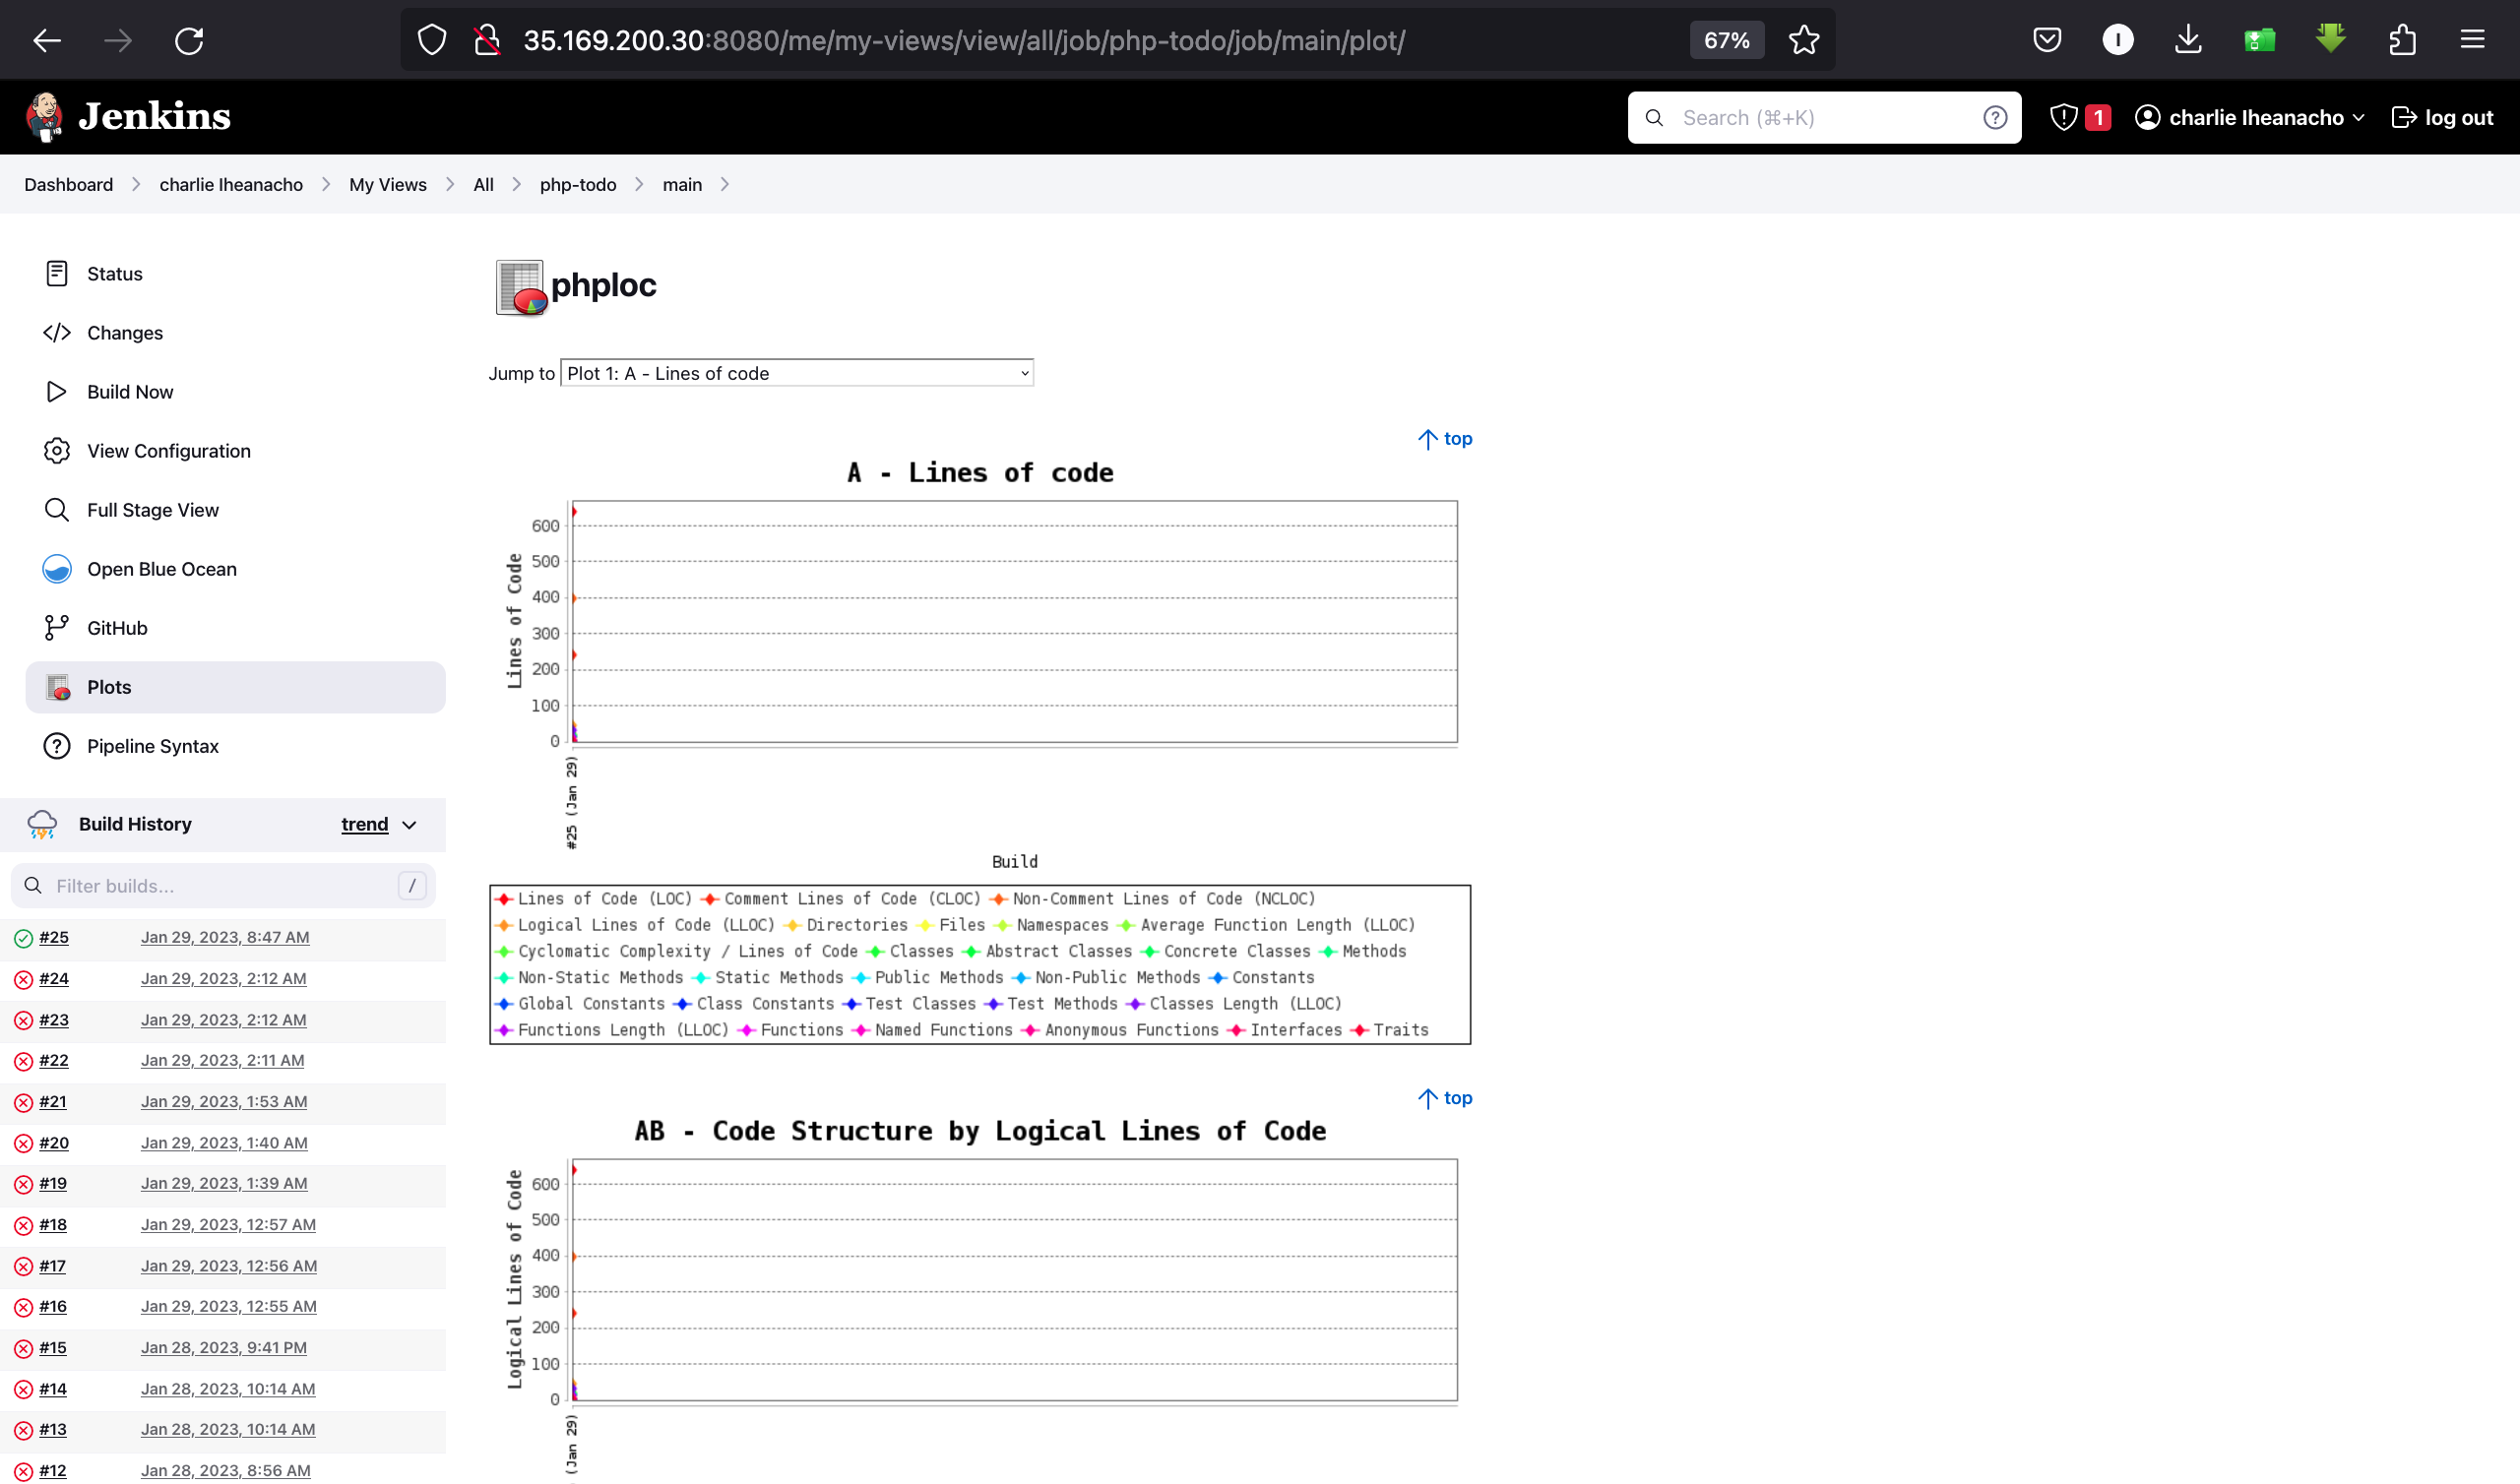 35.169.200.30:8080/me/my-views/view/all/job/php-todo/job/main/plot/
67%
I
Jenkins
Search (⌘+K)
?
1
charlie Iheanacho
log out
Dashboard
charlie Iheanacho
My Views
All
php-todo
main
Status
Changes
Build Now
View Configuration
Full Stage View
Open Blue Ocean
GitHub
Plots
Pipeline Syntax
Build History
trend
Filter builds...
/
#25 Jan 29, 2023, 8:47 AM
#24 Jan 29, 2023, 2:12 AM
#23 Jan 29, 2023, 2:12 AM
#22 Jan 29, 2023, 2:11 AM
#21 Jan 29, 2023, 1:53 AM
#20 Jan 29, 2023, 1:40 AM
#19 Jan 29, 2023, 1:39 AM
#18 Jan 29, 2023, 12:57 AM
#17 Jan 29, 2023, 12:56 AM
#16 Jan 29, 2023, 12:55 AM
#15 Jan 28, 2023, 9:41 PM
#14 Jan 28, 2023, 10:14 AM
#13 Jan 28, 2023, 10:14 AM
#12 Jan 28, 2023, 8:56 AM
phploc
Jump to Plot 1: A - Lines of code
top
A - Lines of code
Lines of Code
600
500
400
300
200
100
0
#25 (Jan 29)
Build
Lines of Code (LOC) Comment Lines of Code (CLOC) Non-Comment Lines of Code (NCLOC)
Logical Lines of Code (LLOC) Directories Files Namespaces Average Function Length (LLOC)
Cyclomatic Complexity / Lines of Code Classes Abstract Classes Concrete Classes Methods
Non-Static Methods Static Methods Public Methods Non-Public Methods Constants
Global Constants Class Constants Test Classes Test Methods Classes Length (LLOC)
Functions Length (LLOC) Functions Named Functions Anonymous Functions Interfaces Traits
top
AB - Code Structure by Logical Lines of Code
Logical Lines of Code
600
500
400
300
200
100
0
(Jan 29)